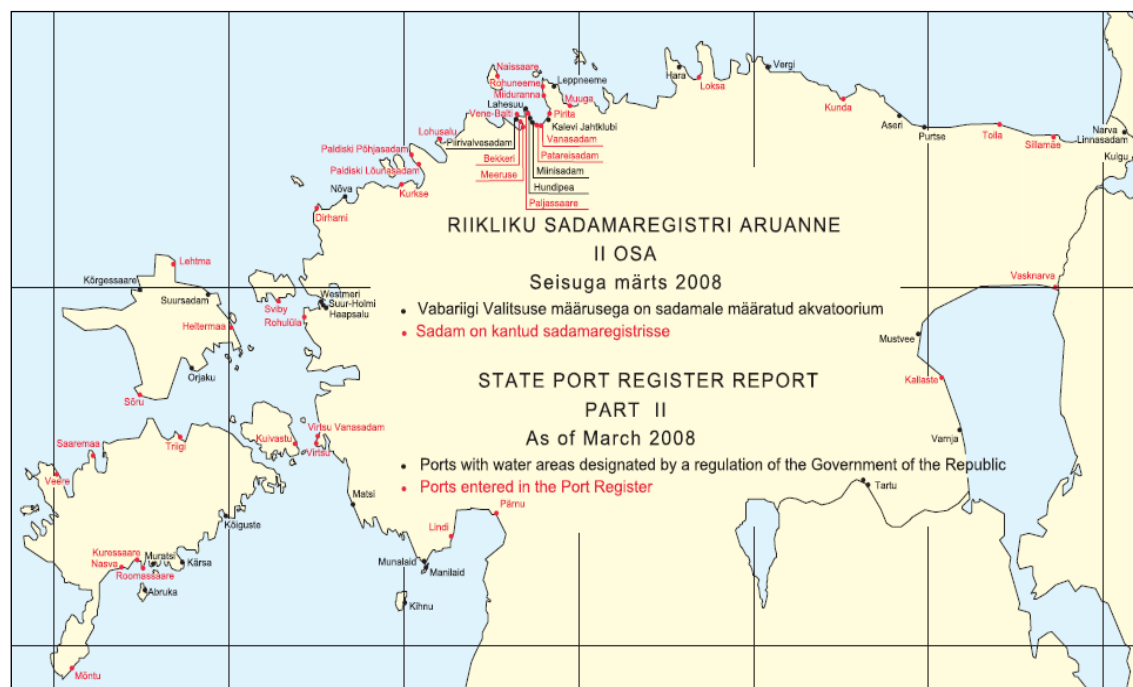 Naissaare
Rohuneeme
Leppneeme
Miiduranna
Muuga
Lahesuu
Vene-Balti
Pirita
Kalevi Jahtklubi
Piirivalvesadam
Vanasadam
Bekkeri
Patareisadam
Meeruse
Miinisadam
Hundipea
Paljassaare
Hara
Loksa
Vergi
Kunda
Aseri
Purtse
Toila
Sillamäe
Narva
Linnasadam
Kulgu
Lohusalu
Paldiski Põhjasadam
Paldiski Lõunasadam
Kurkse
Nõva
Dirhami
RIIKLIKU SADAMAREGISTRI ARUANNE
II OSA
Seisuga märts 2008
Vabariigi Valitsuse määrusega on sadamale määratud akvatoorium
Sadam on kantud sadamaregistrisse
STATE PORT REGISTER REPORT
PART II
As of March 2008
Ports with water areas designated by a regulation of the Government of the Republic
Ports entered in the Port Register
Lehtma
Kõrgessaare
Suursadam
Heltermaa
Orjaku
Sõru
Sviby
Rohuküla
Westmeri
Suur-Holmi
Haapsalu
Vasknarva
Mustvee
Kallaste
Varnja
Tartu
Saaremaa
Triigi
Veere
Kuivastu
Virtsu Vanasadam
Virtsu
Matsi
Pärnu
Lindi
Kõiguste
Kuressaare
Nasva
Muratsi
Kärsa
Roomassaare
Abruka
Munalaid
Manilaid
Kihnu
Mõntu